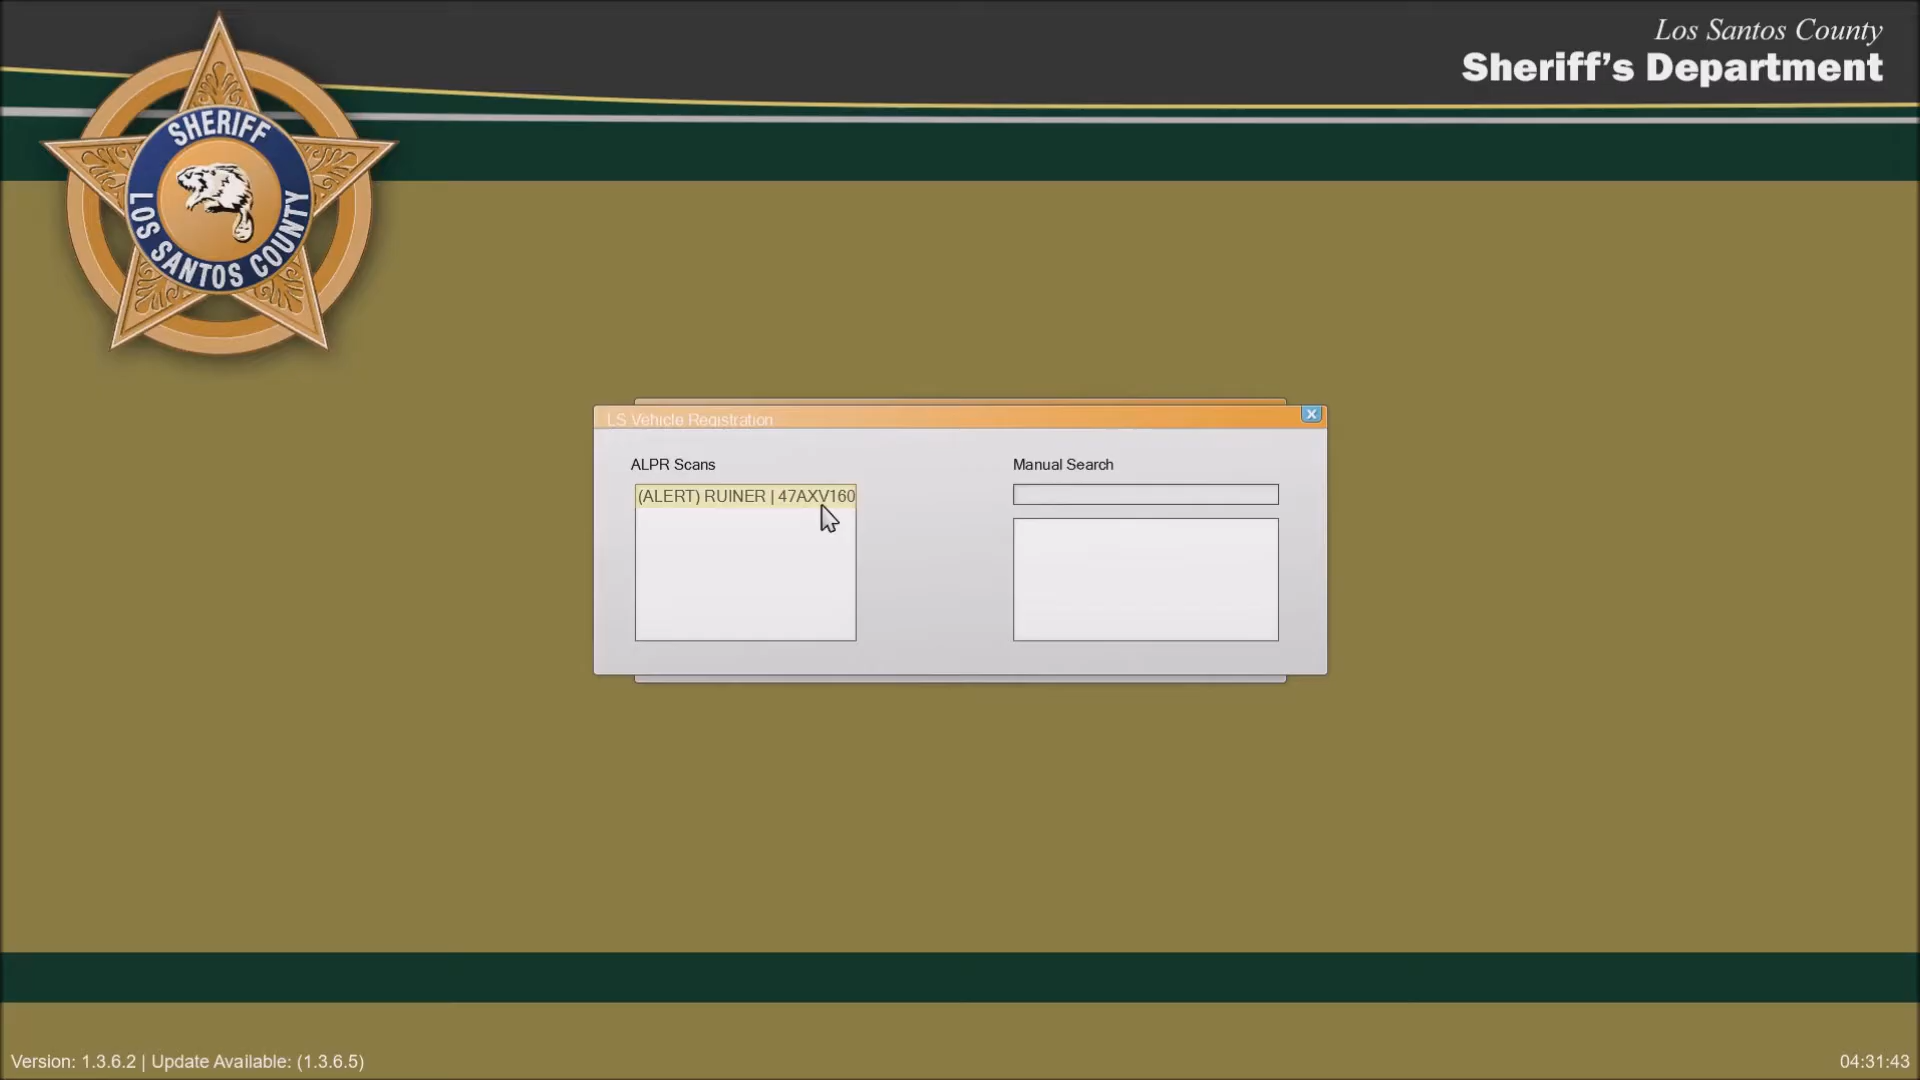 Los Santos County
Sheriff's Department
SHERIFF
LOS SANTOS COUNTY
LS Vehicle Registration
ALPR Scans
Manual Search
(ALERT) RUINER | 47AXV160
Version: 1.3.6.2 | Update Available: (1.3.6.5)
04:31:43